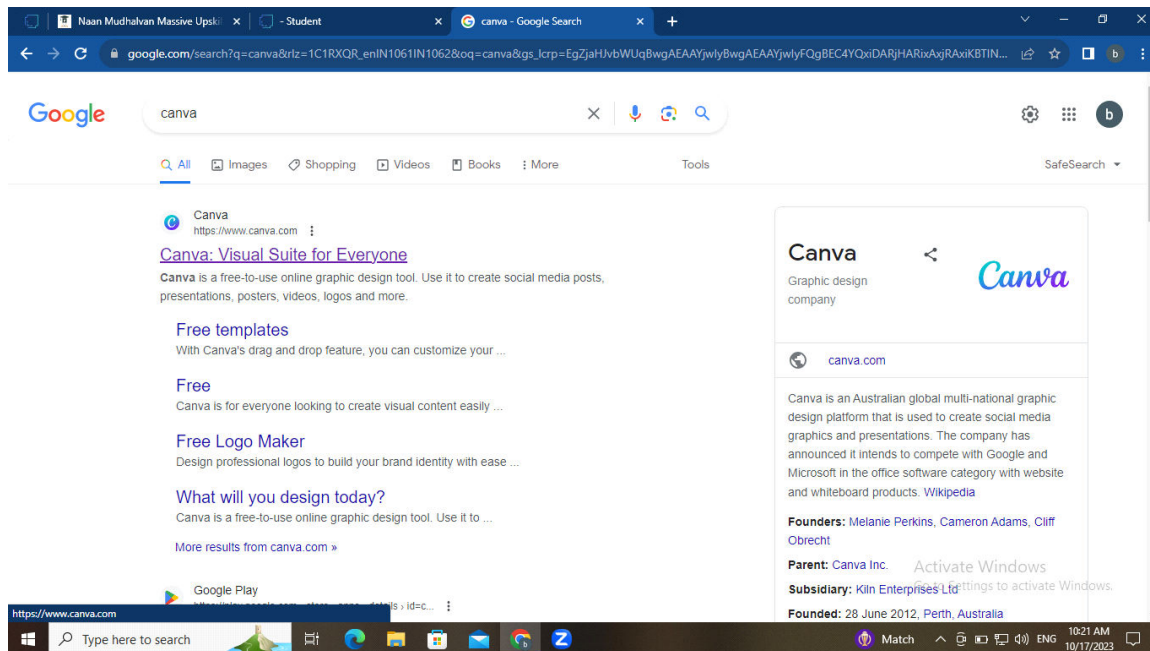 Naan Mudhalvan Massive Upskil
- Student
canva - Google Search
google.com/search?q=canva&rlz=1C1RXQR_enIN1061IN1062&oq=canva&gs_lcrp=EgZjaHJvbWUqBwgAEAAYjwIyBwgAEAAYjwIyFQgBEC4YQxiDARjHARixAxjRAxiKBTIN...
b
Google
canva
b
All
Images
Shopping
Videos
Books
More
Tools
SafeSearch
Canva
https://www.canva.com
Canva: Visual Suite for Everyone
Canva is a free-to-use online graphic design tool. Use it to create social media posts,
presentations, posters, videos, logos and more.
Free templates
With Canva's drag and drop feature, you can customize your ...
Free
Canva is for everyone looking to create visual content easily ...
Free Logo Maker
Design professional logos to build your brand identity with ease ...
What will you design today?
Canva is a free-to-use online graphic design tool. Use it to ...
More results from canva.com »
Google Play
› id=c...
Canva
Graphic design
company
Canva
canva.com
Canva is an Australian global multi-national graphic
design platform that is used to create social media
graphics and presentations. The company has
announced it intends to compete with Google and
Microsoft in the office software category with website
and whiteboard products. Wikipedia
Founders: Melanie Perkins, Cameron Adams, Cliff
Obrecht
Parent: Canva Inc.
Subsidiary: Kiln Enterprises Ltd
Founded: 28 June 2012, Perth, Australia
Activate Windows
Go to Settings to activate Windows.
https://www.canva.com
Type here to search
Match
ENG
10:21 AM
10/17/2023